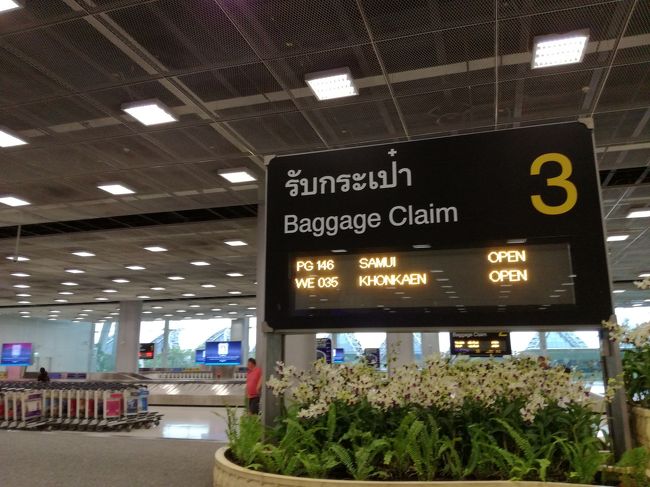 รับกระเป๋า
Baggage Claim
3
PG 146 SAMUI OPEN
WE 035 KHONKAEN OPEN
Baggage Claim